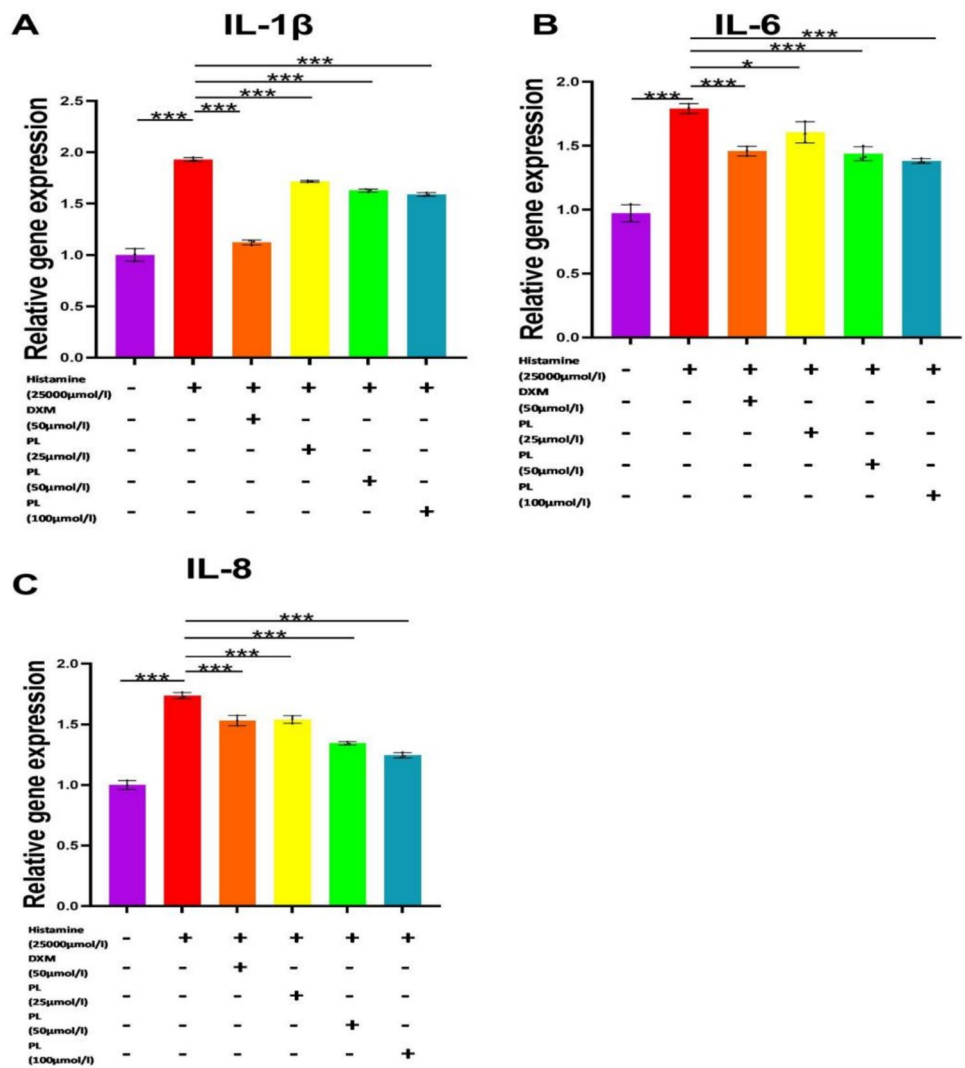 A
IL-1β
***
***
***
*** ***
Relative gene expression
2.5
2.0
1.5
1.0
0.5
0.0
Histamine
(25000μmol/l) - + + + + +
DXM
(50μmol/l) - - + - - -
PL
(25μmol/l) - - - + - -
PL
(50μmol/l) - - - - + -
PL
(100μmol/l) - - - - - +
B
IL-6
***
***
*
*** ***
Relative gene expression
2.0
1.5
1.0
0.5
0.0
Histamine
(25000μmol/l) - + + + + +
DXM
(50μmol/l) - - + - - -
PL
(25μmol/l) - - - + - -
PL
(50μmol/l) - - - - + -
PL
(100μmol/l) - - - - - +
C
IL-8
***
***
***
*** ***
Relative gene expression
2.0
1.5
1.0
0.5
0.0
Histamine
(25000μmol/l) - + + + + +
DXM
(50μmol/l) - - + - - -
PL
(25μmol/l) - - - + - -
PL
(50μmol/l) - - - - + -
PL
(100μmol/l) - - - - - +